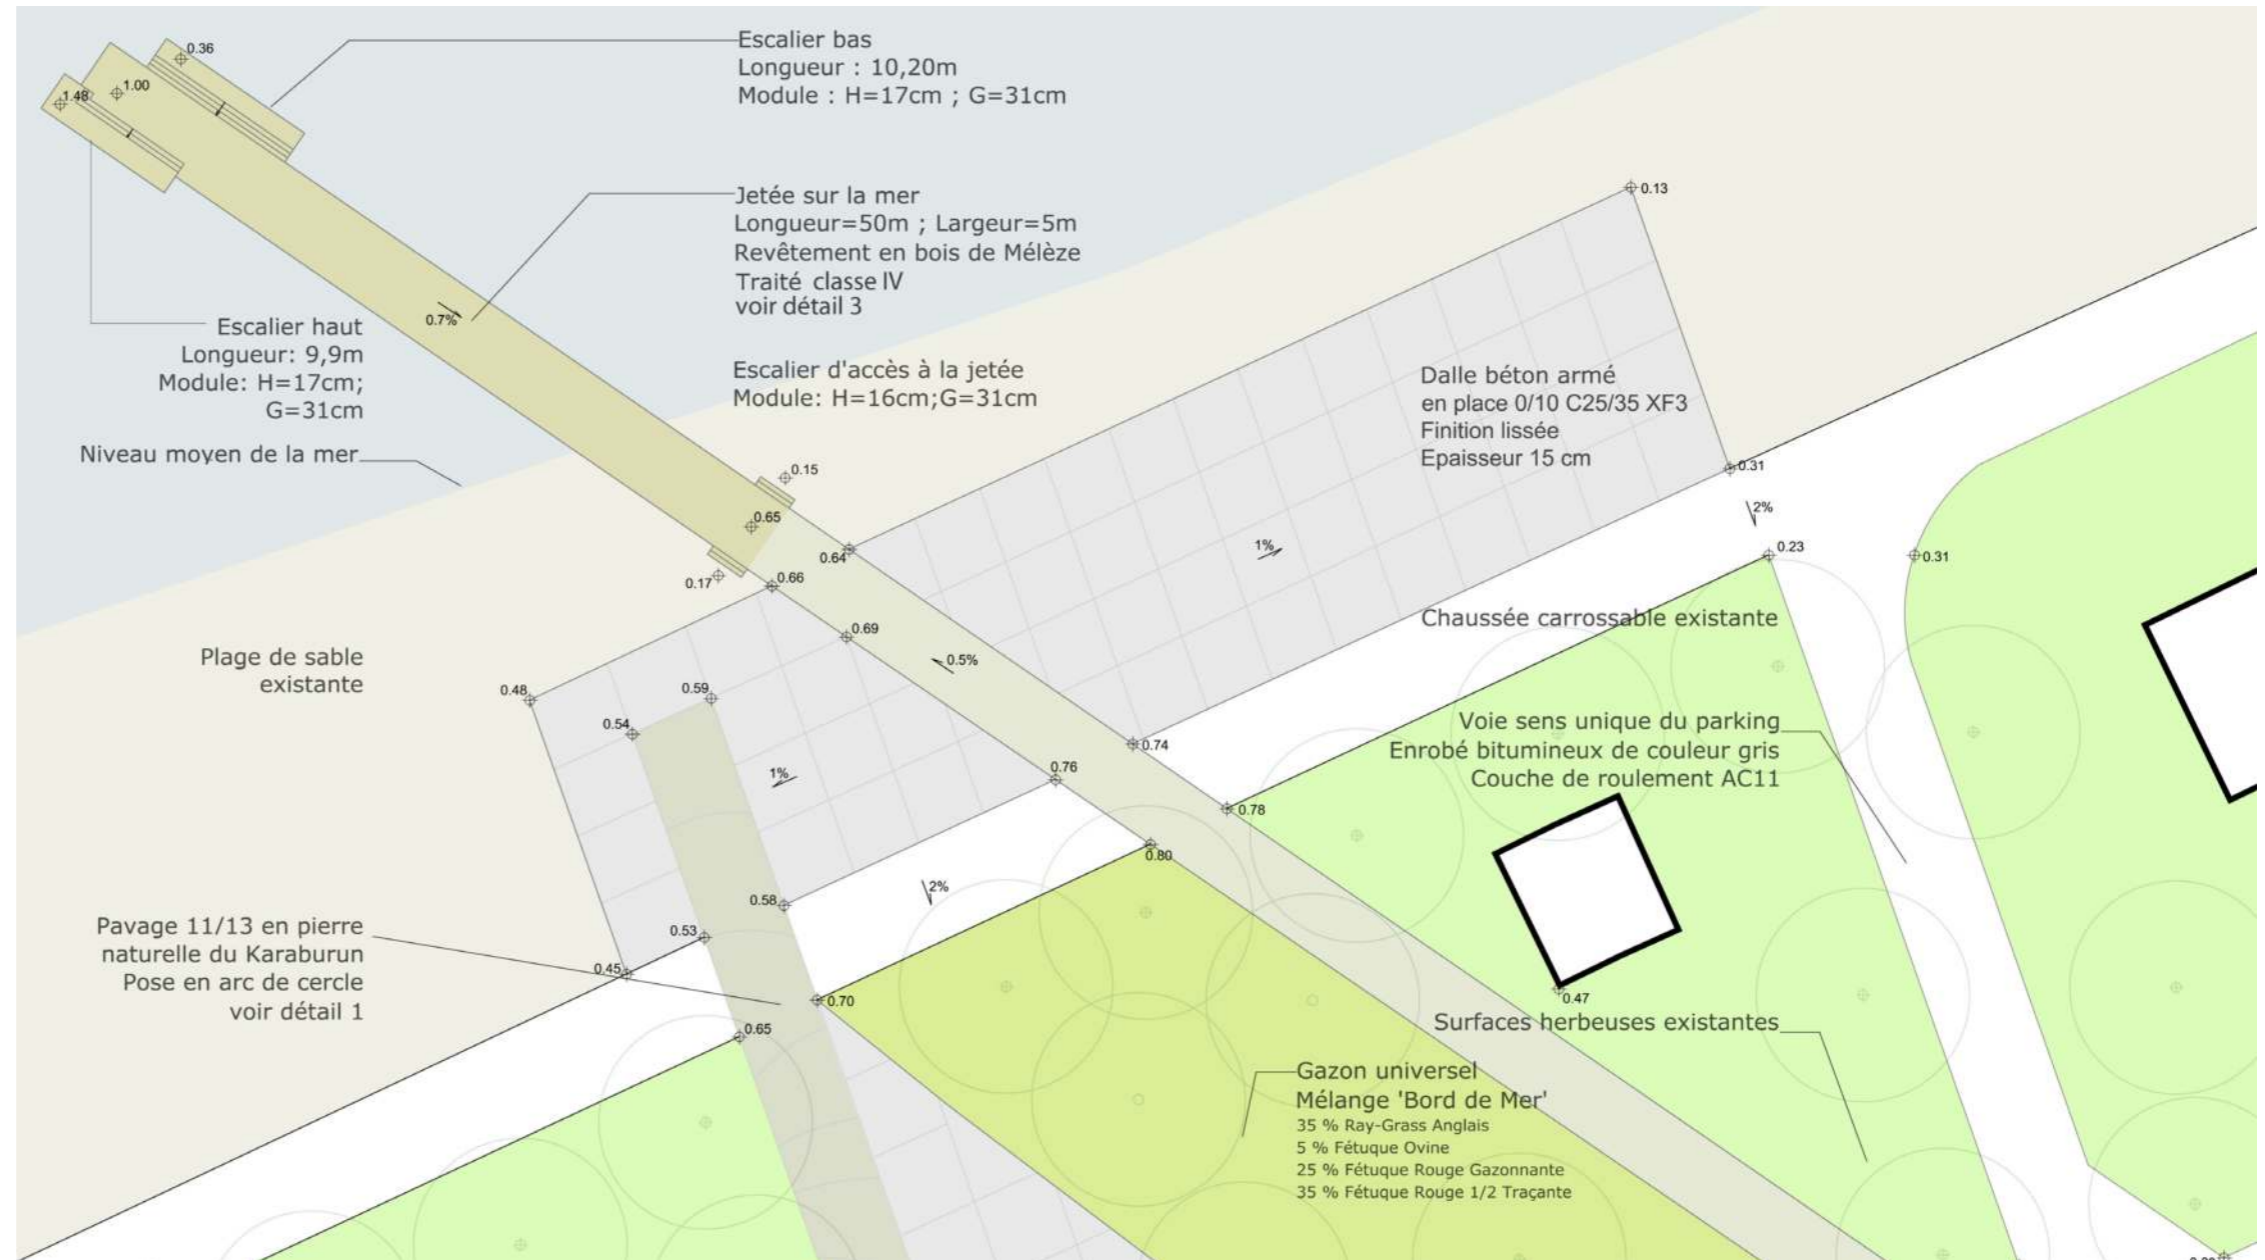 0.36
1.00
1.48
Escalier bas
Longueur : 10,20m
Module : H=17cm ; G=31cm
Jetée sur la mer
Longueur=50m ; Largeur=5m
Revêtement en bois de Mélèze
Traité classe IV
voir détail 3
0.13
0.7%
Escalier haut
Longueur: 9,9m
Module: H=17cm;
G=31cm
Escalier d'accès à la jetée
Module: H=16cm;G=31cm
Dalle béton armé
en place 0/10 C25/35 XF3
Finition lissée
Epaisseur 15 cm
Niveau moyen de la mer
0.15
0.31
0.65
2%
0.64
1%
0.23
0.31
0.17
0.66
0.69
Chaussée carrossable existante
Plage de sable
existante
0.5%
0.48
0.59
0.54
Voie sens unique du parking
Enrobé bitumineux de couleur gris
Couche de roulement AC11
0.74
0.76
1%
0.78
0.80
2%
0.58
Pavage 11/13 en pierre
naturelle du Karaburun
Pose en arc de cercle
voir détail 1
0.53
0.45
0.70
0.47
0.65
Surfaces herbeuses existantes
Gazon universel
Mélange 'Bord de Mer'
35 % Ray-Grass Anglais
5 % Fétuque Ovine
25 % Fétuque Rouge Gazonnante
35 % Fétuque Rouge 1/2 Traçante